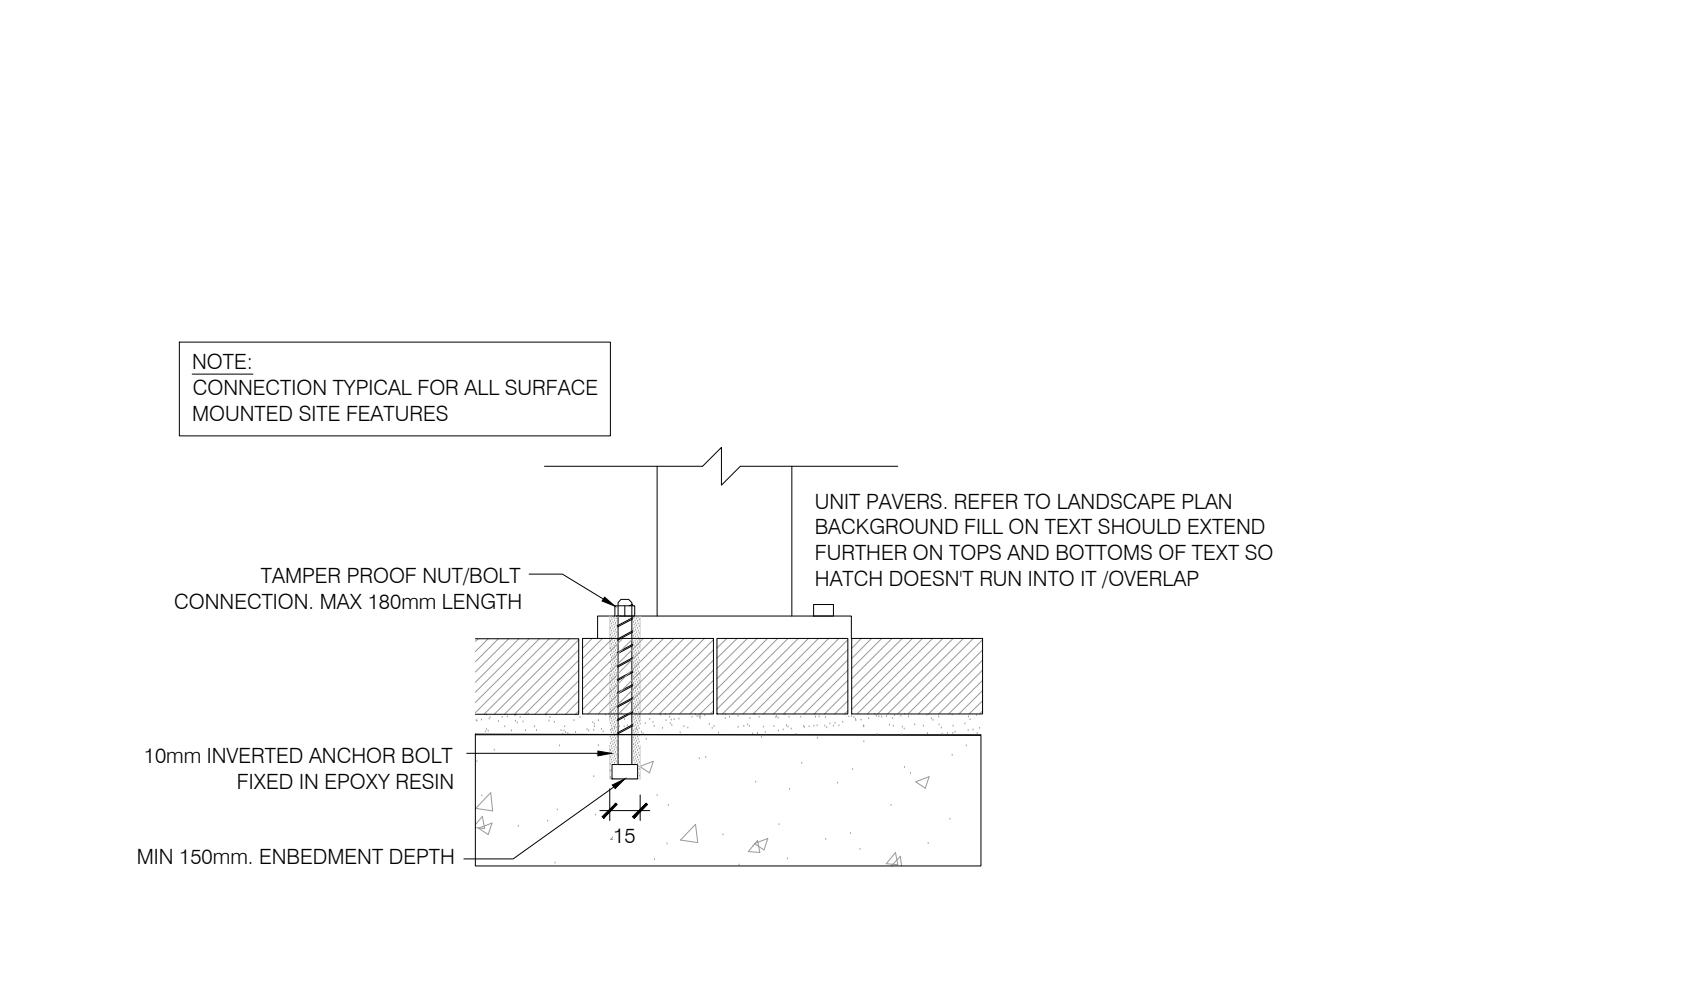 NOTE:
CONNECTION TYPICAL FOR ALL SURFACE
MOUNTED SITE FEATURES
UNIT PAVERS. REFER TO LANDSCAPE PLAN
BACKGROUND FILL ON TEXT SHOULD EXTEND
FURTHER ON TOPS AND BOTTOMS OF TEXT SO
HATCH DOESN'T RUN INTO IT /OVERLAP
TAMPER PROOF NUT/BOLT
CONNECTION. MAX 180mm LENGTH
10mm INVERTED ANCHOR BOLT
FIXED IN EPOXY RESIN
15
MIN 150mm. ENBEDMENT DEPTH